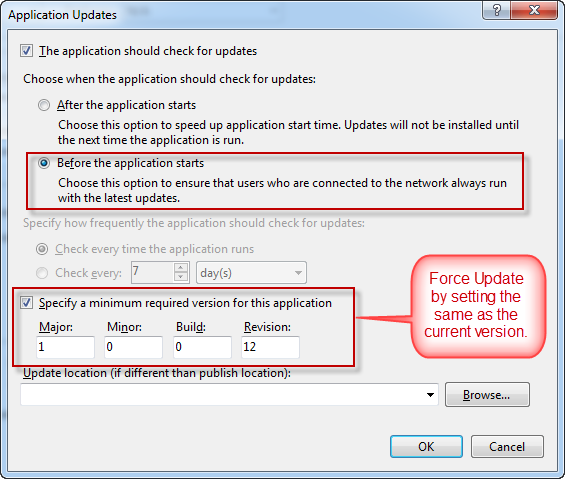 Application Updates
?
The application should check for updates
Choose when the application should check for updates:
After the application starts
Choose this option to speed up application start time. Updates will not be installed until
the next time the application is run.
Before the application starts
Choose this option to ensure that users who are connected to the network always run
with the latest updates.
Specify how frequently the application should check for updates:
Check every time the application runs
Check every: 7 day(s)
Specify a minimum required version for this application
Major: Minor: Build: Revision:
1 0 0 12
Force Update
by setting the
same as the
current version.
Update location (if different than publish location):
Browse...
OK Cancel